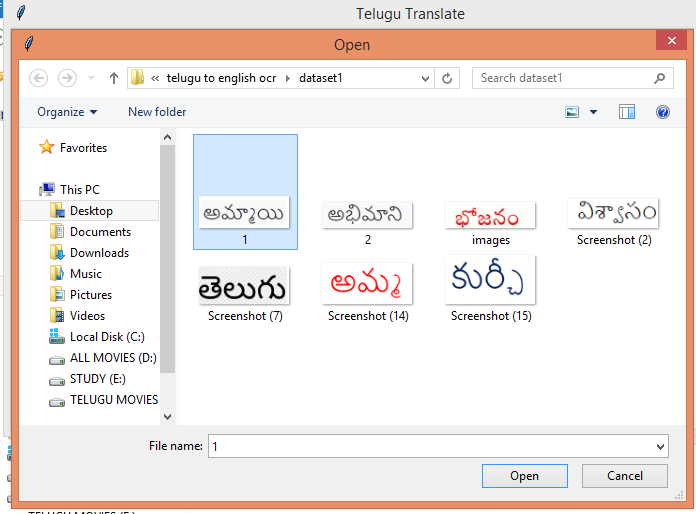 Telugu Translate
Open
telugu to english ocr
dataset1
Search dataset1
Organize
New folder
Favorites
This PC
Desktop
Documents
Downloads
Music
Pictures
Videos
Local Disk (C:)
ALL MOVIES (D:)
STUDY (E:)
TELUGU MOVIES
అమ్మాయి
అభిమాని
భోజనం
విశ్వాసం
1
2
images
Screenshot (2)
తెలుగు
అమ్మ
కుర్చీ
Screenshot (7)
Screenshot (14)
Screenshot (15)
File name:
1
Open
Cancel